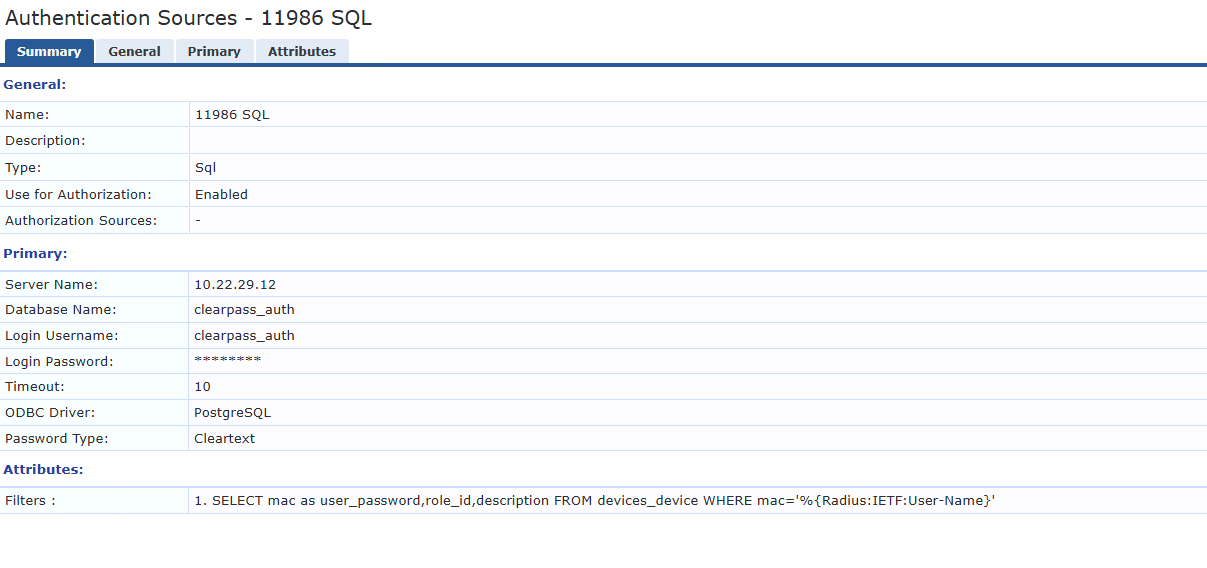 Authentication Sources - 11986 SQL
Summary General Primary Attributes
General:
Name: 11986 SQL
Description:
Type: Sql
Use for Authorization: Enabled
Authorization Sources: -
Primary:
Server Name: 10.22.29.12
Database Name: clearpass_auth
Login Username: clearpass_auth
Login Password: ********
Timeout: 10
ODBC Driver: PostgreSQL
Password Type: Cleartext
Attributes:
Filters : 1. SELECT mac as user_password,role_id,description FROM devices_device WHERE mac='%{Radius:IETF:User-Name}'